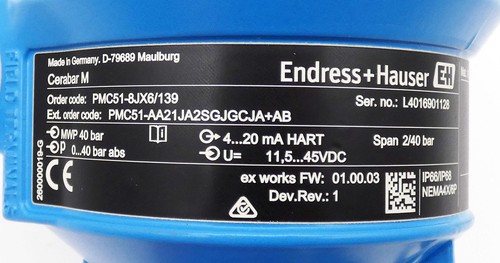 Made in Germany, D-79689 Maulburg
Cerabar M
Endress+Hauser EH
Order code: PMC51-8JX6/139
Ser. no.: L4016901128
Ext. order code: PMC51-AA21JA2SGJGCJA+AB
MWP 40 bar
4...20 mA HART
Span 2/40 bar
p 0...40 bar abs
U= 11,5...45VDC
260000019-G
CE
ex works FW: 01.00.03
Dev.Rev.: 1
IP66/IP68
NEMA4X/6P